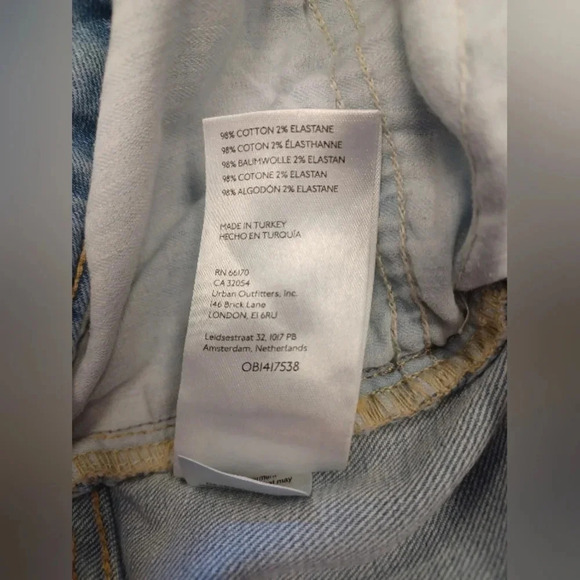 98% COTTON 2% ELASTANE
98% COTON 2% ÉLASTHANNE
98% BAUMWOLLE 2% ELASTAN
98% COTONE 2% ELASTAN
98% ALGODÓN 2% ELASTANE
MADE IN TURKEY
HECHO EN TURQUÍA
RN 66170
CA 32054
Urban Outfitters, Inc.
146 Brick Lane
LONDON, E1 6RU
Leidsestraat 32, 1017 PB
Amsterdam, Netherlands
OB1417538
may